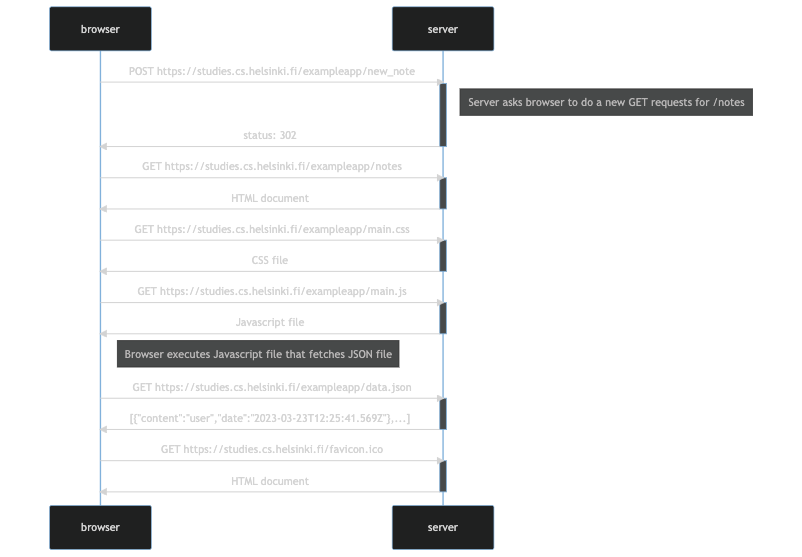 browser
server
POST https://studies.cs.helsinki.fi/exampleapp/new_note
Server asks browser to do a new GET requests for /notes
status: 302
GET https://studies.cs.helsinki.fi/exampleapp/notes
HTML document
GET https://studies.cs.helsinki.fi/exampleapp/main.css
CSS file
GET https://studies.cs.helsinki.fi/exampleapp/main.js
Javascript file
Browser executes Javascript file that fetches JSON file
GET https://studies.cs.helsinki.fi/exampleapp/data.json
[{"content":"user","date":"2023-03-23T12:25:41.569Z"},...]
GET https://studies.cs.helsinki.fi/favicon.ico
HTML document
browser
server